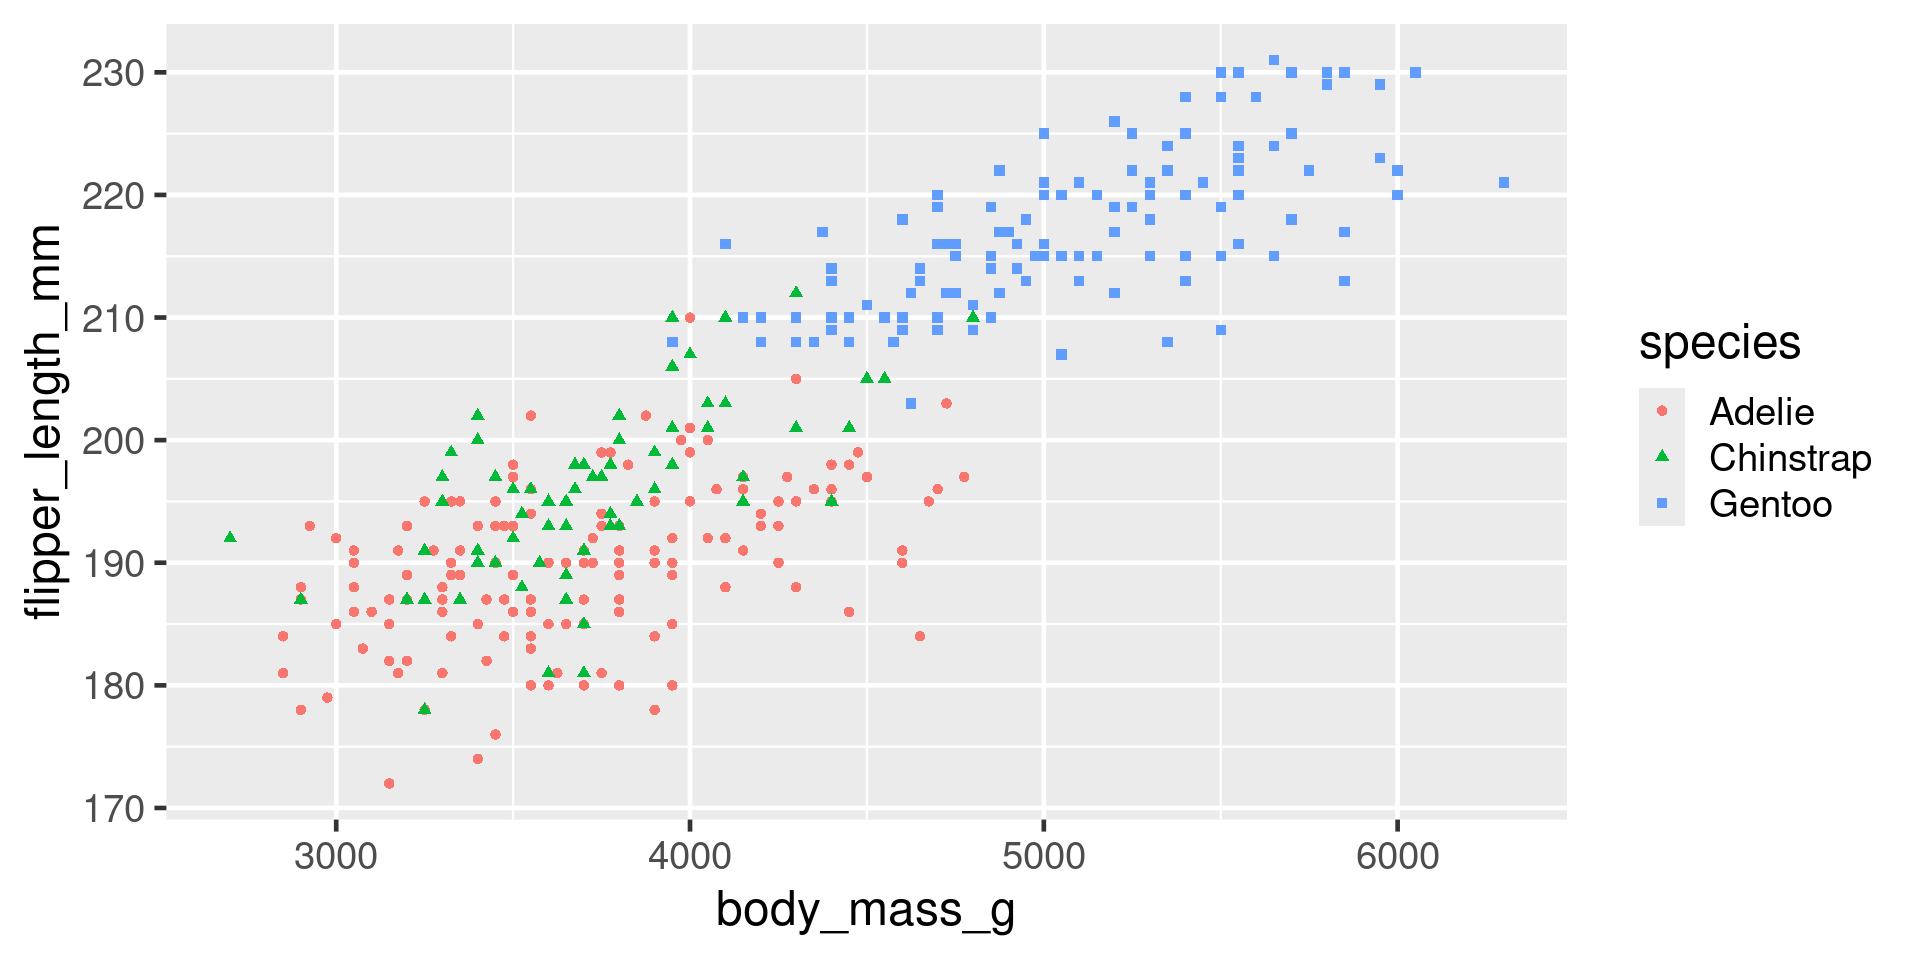 230
220
210
200
190
180
170
flipper_length_mm
3000 4000 5000 6000
body_mass_g
species
Adelie
Chinstrap
Gentoo